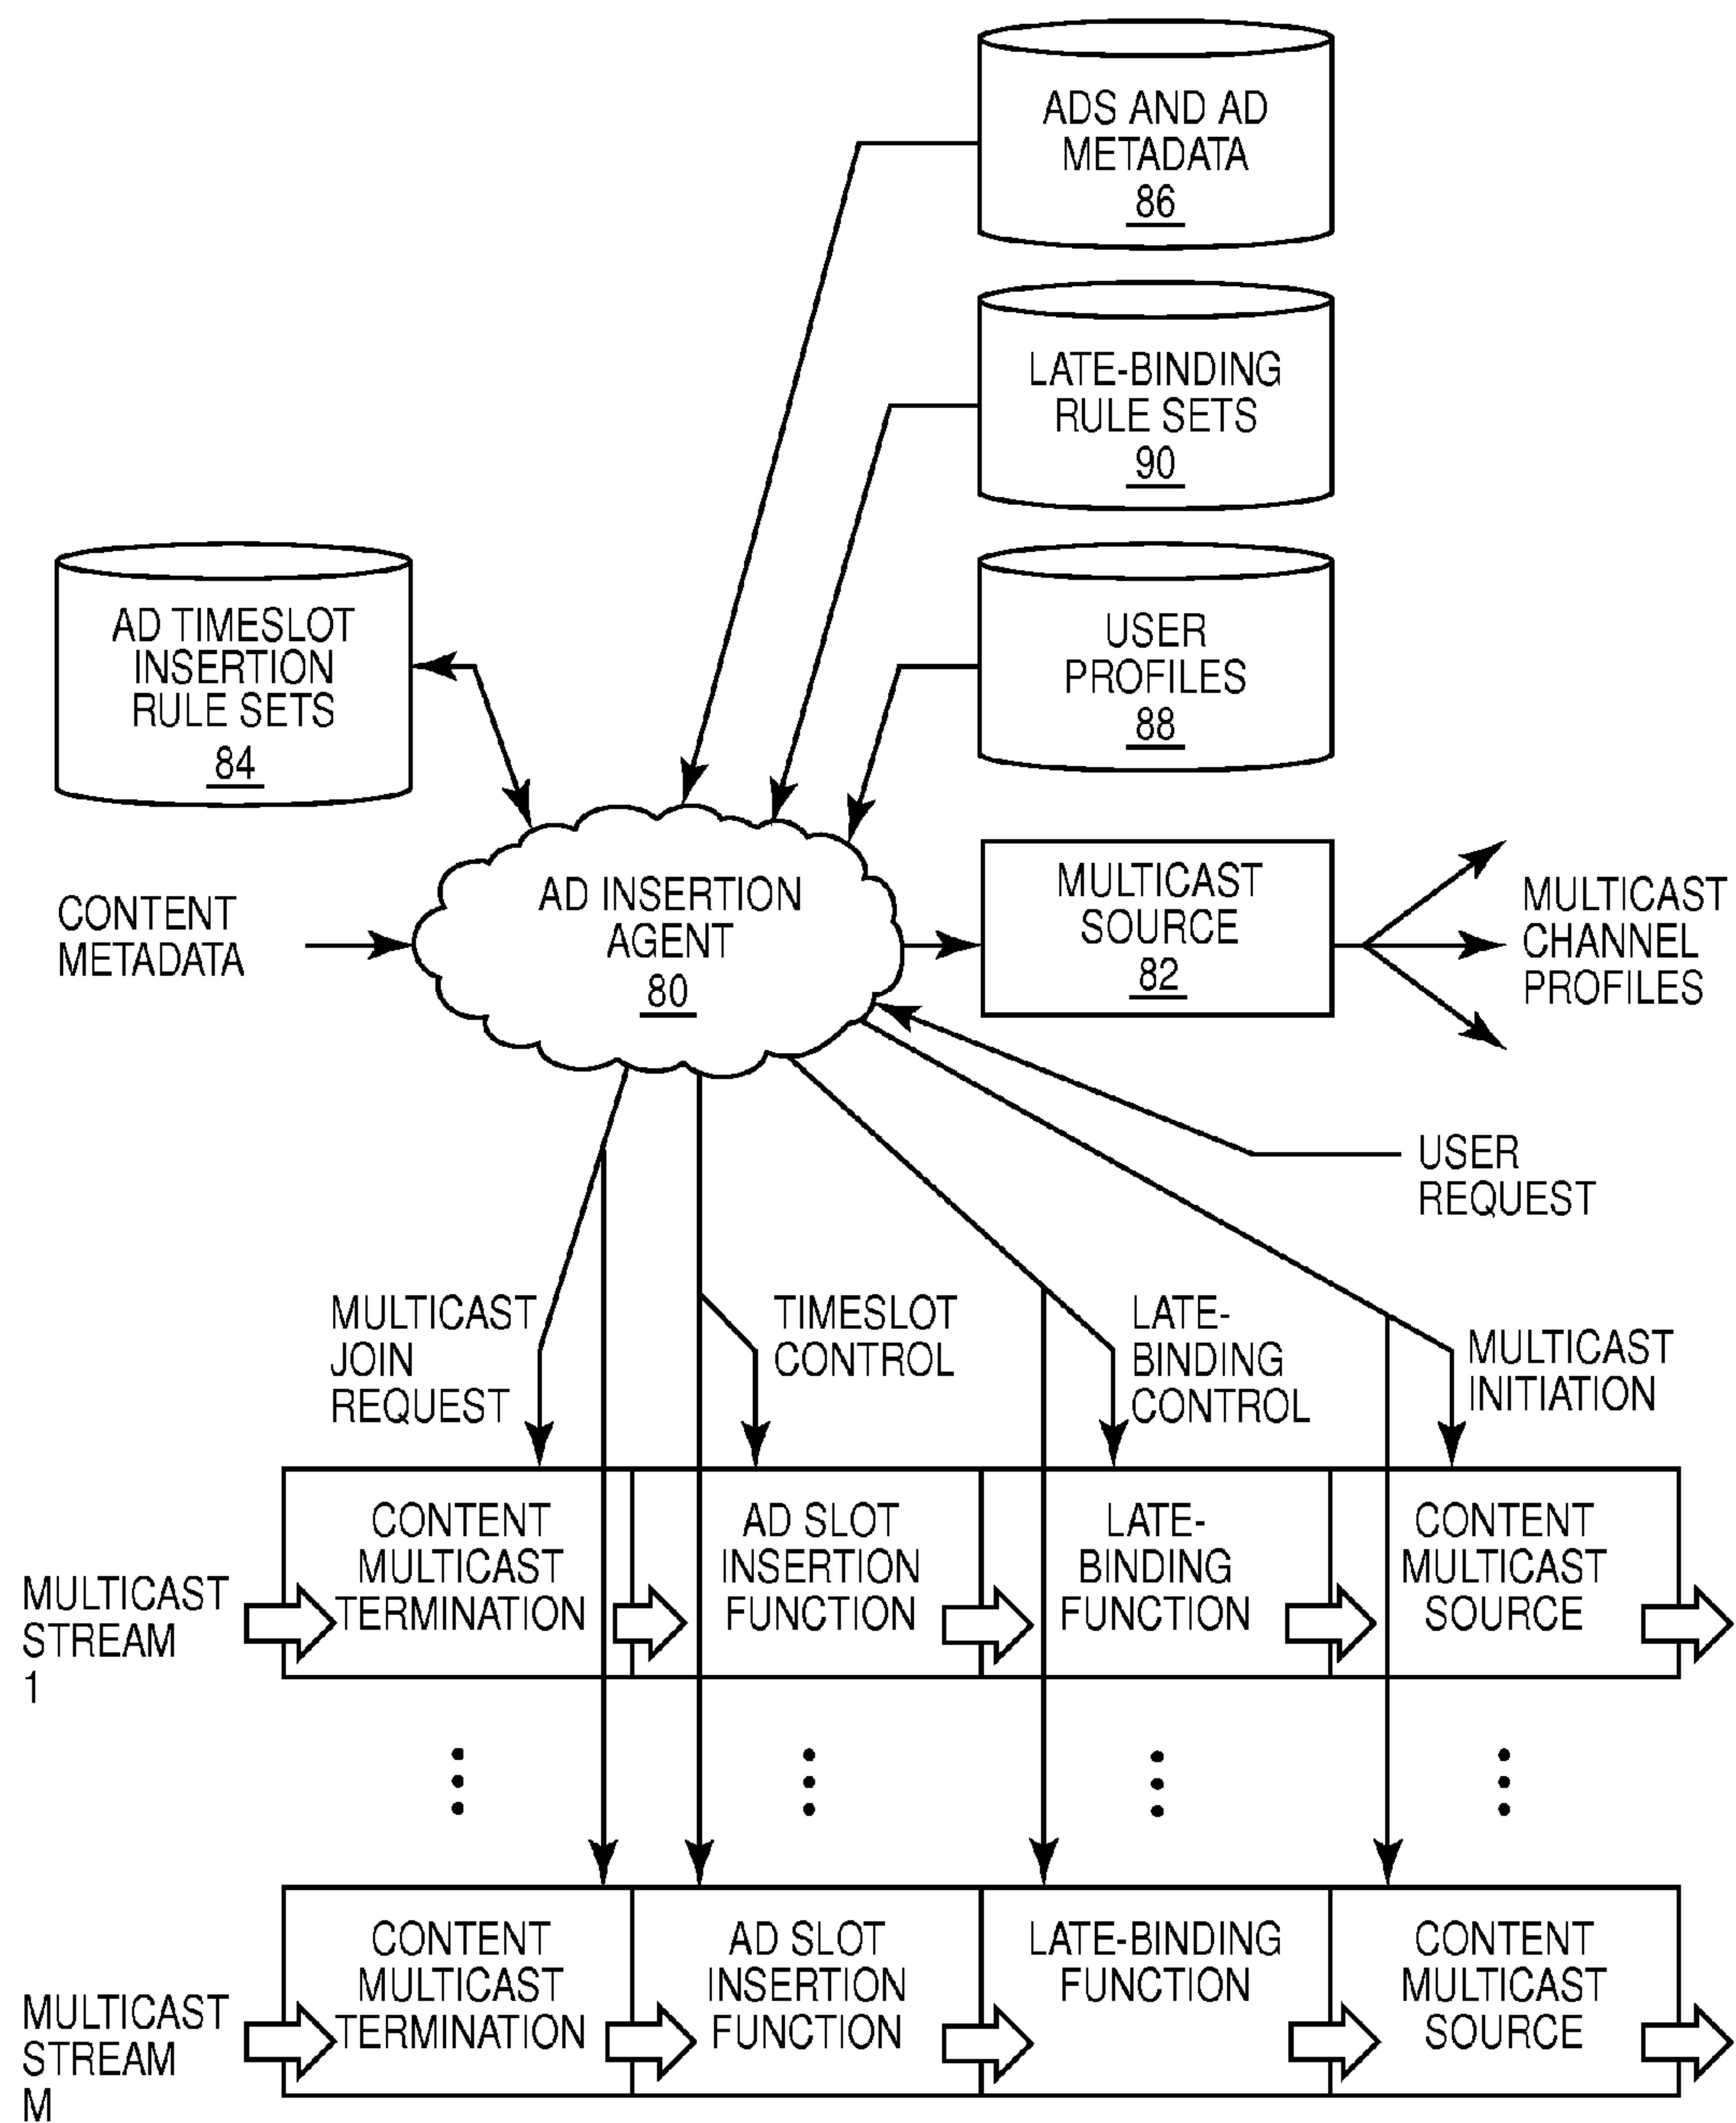 ADS AND AD
METADATA
86
LATE-BINDING
RULE SETS
90
AD TIMESLOT
INSERTION
RULE SETS
84
USER
PROFILES
88
CONTENT
METADATA
AD INSERTION
AGENT
80
MULTICAST
SOURCE
82
MULTICAST
CHANNEL
PROFILES
USER
REQUEST
MULTICAST
JOIN
REQUEST
TIMESLOT
CONTROL
LATE-
BINDING
CONTROL
MULTICAST
INITIATION
MULTICAST
STREAM
1
CONTENT
MULTICAST
TERMINATION
AD SLOT
INSERTION
FUNCTION
LATE-
BINDING
FUNCTION
CONTENT
MULTICAST
SOURCE
MULTICAST
STREAM
M
CONTENT
MULTICAST
TERMINATION
AD SLOT
INSERTION
FUNCTION
LATE-BINDING
FUNCTION
CONTENT
MULTICAST
SOURCE